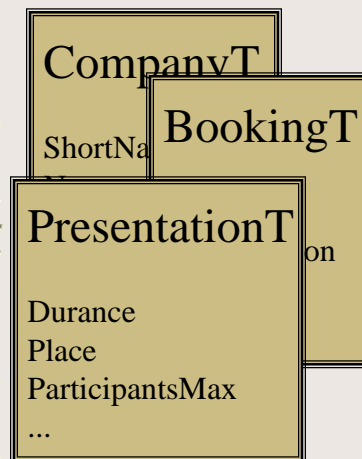 CompanyT
ShortNa
BookingT
on
PresentationT
Durance
Place
ParticipantsMax
...